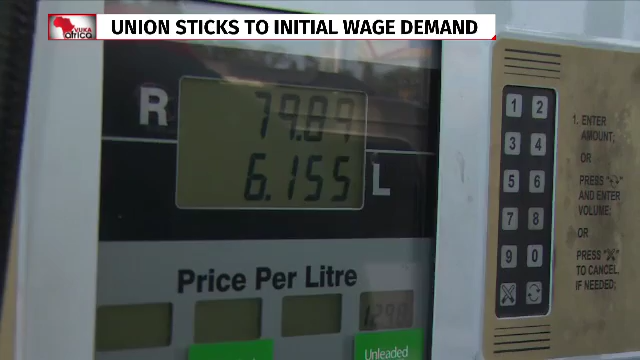 VUKA
africa
UNION STICKS TO INITIAL WAGE DEMAND
R 79.89
6.155 L
Price Per Litre
Unleaded
1 2
3 4
5 6
7 8
9 0
1. ENTER
AMOUNT;
OR
PRESS "
AND ENTER
VOLUME;
OR
PRESS "
TO CANCEL,
IF NEEDED;